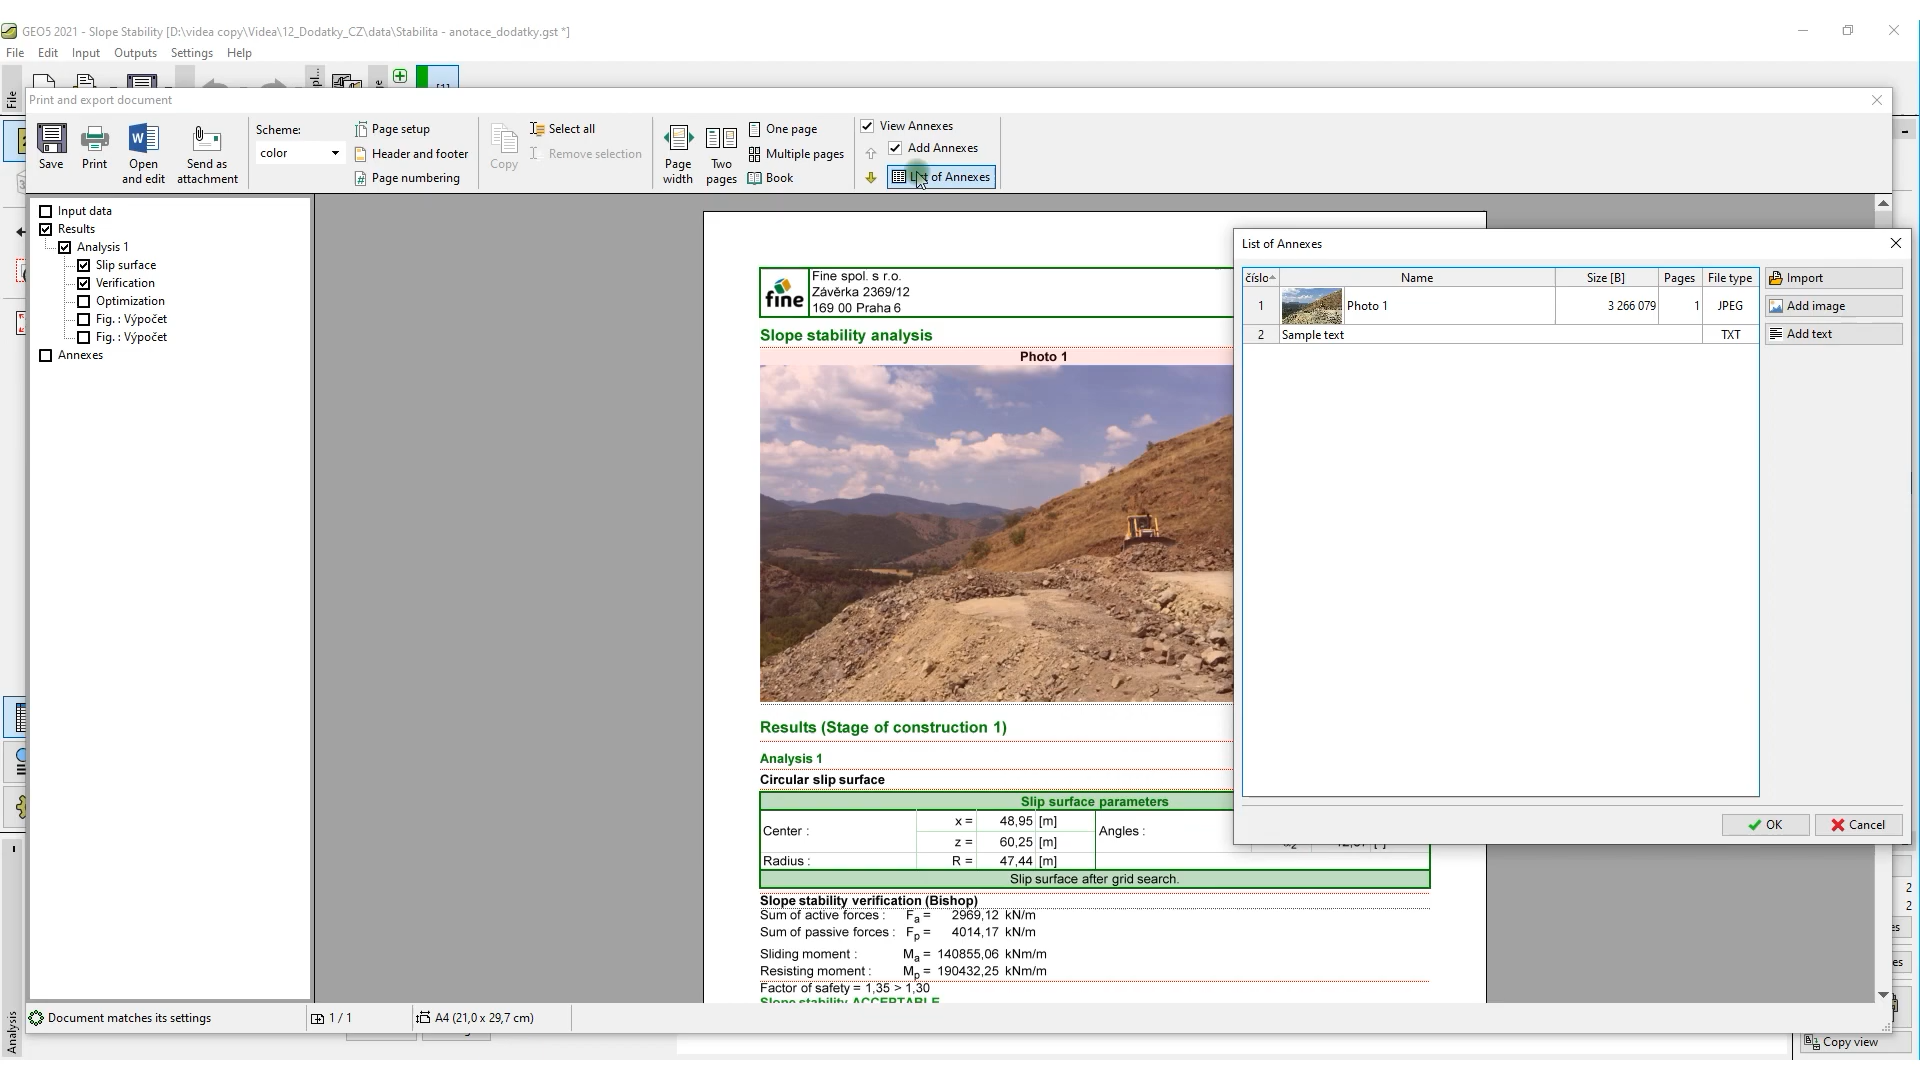 GEO5 2021 - Slope Stability [D:\videa copy\Videa\12_Dodatky_CZ\data\Stabilita - anotace_dodatky.gst *]
File Edit Input Outputs Settings Help
File
[1]
Print and export document
Save
Print
Open and edit
Send as attachment
Scheme:
color
Page setup
Header and footer
Page numbering
Copy
Select all
Remove selection
Page width
Two pages
One page
Multiple pages
Book
View Annexes
Add Annexes
List of Annexes
Input data
Results
Analysis 1
Slip surface
Verification
Optimization
Fig. : Výpočet
Fig. : Výpočet
Annexes
fine
Fine spol. s r.o.
Závěrka 2369/12
169 00 Praha 6
Slope stability analysis
Photo 1
Results (Stage of construction 1)
Analysis 1
Circular slip surface
Slip surface parameters
Center : x = 48,95 [m] Angles :
z = 60,25 [m]
Radius : R = 47,44 [m]
Slip surface after grid search.
Slope stability verification (Bishop)
Sum of active forces : Fa = 2969,12 kN/m
Sum of passive forces : Fp = 4014,17 kN/m
Sliding moment : Ma = 140855,06 kNm/m
Resisting moment : Mp = 190432,25 kNm/m
Factor of safety = 1,35 > 1,30
Slope stability ACCEPTABLE
List of Annexes
číslo Name Size [B] Pages File type
1 Photo 1 3 266 079 1 JPEG
2 Sample text TXT
Import
Add image
Add text
OK Cancel
Document matches its settings 1 / 1 A4 (21,0 x 29,7 cm)
Analysis
2
2
es
es
Copy view